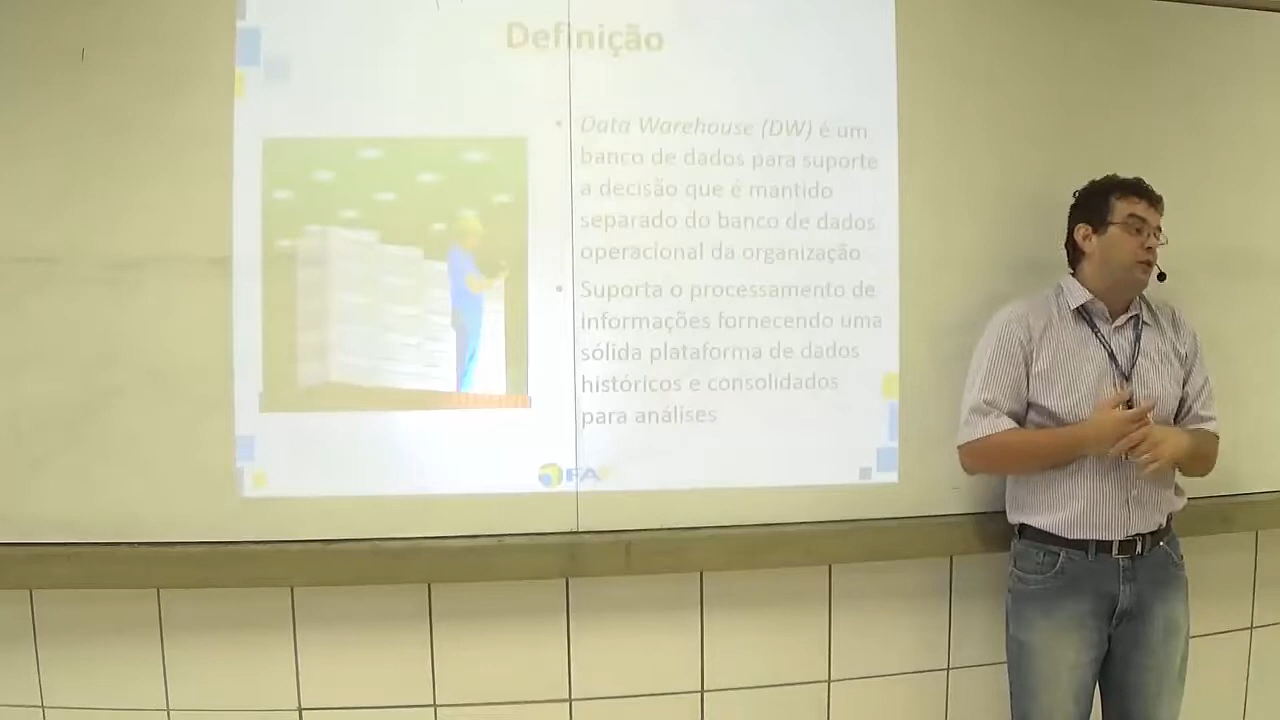 Definição
• Data Warehouse (DW) é um
banco de dados para suporte
a decisão que é mantido
separado do banco de dados
operacional da organização
• Suporta o processamento de
informações fornecendo uma
sólida plataforma de dados
históricos e consolidados
para análises